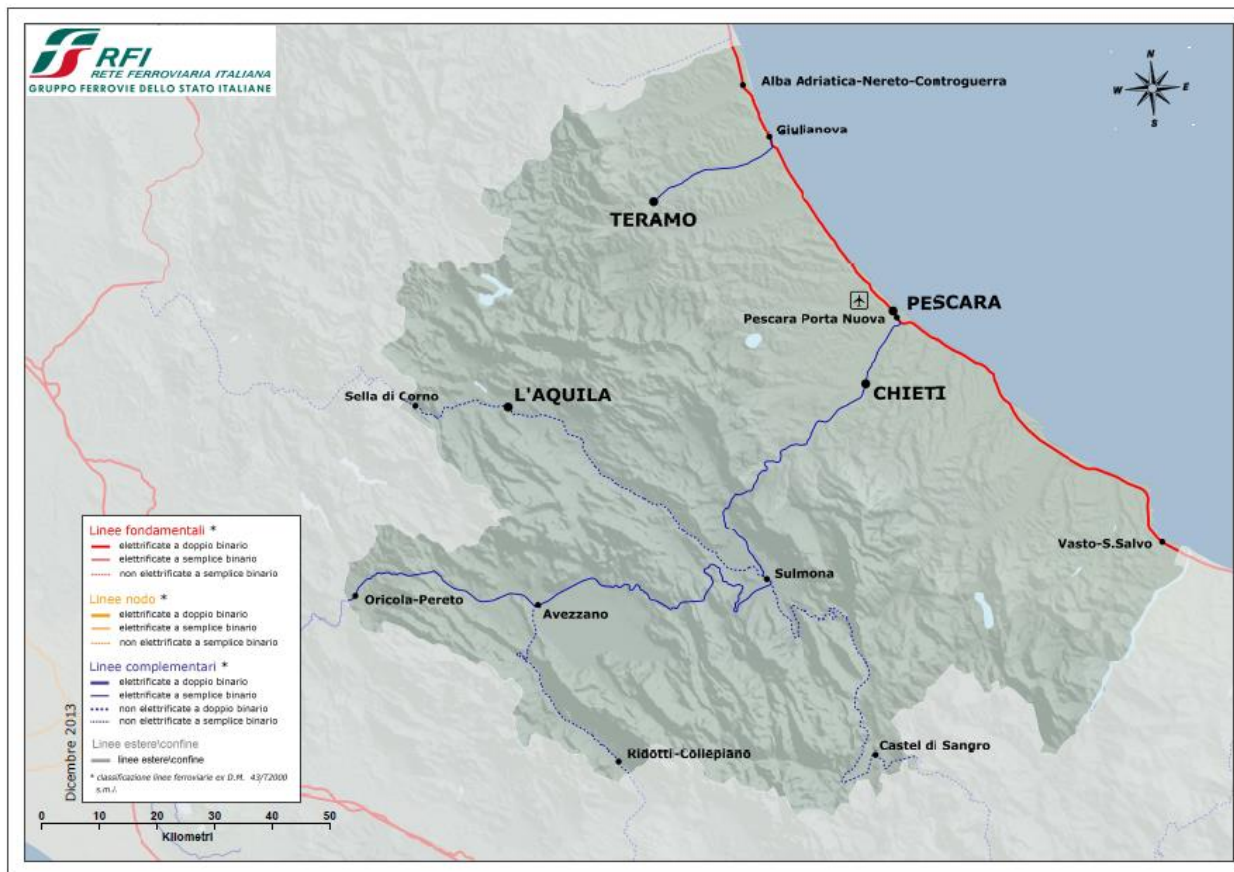 RFI
RETE FERROVIARIA ITALIANA
GRUPPO FERROVIE DELLO STATO ITALIANE
N
W E
S
Alba Adriatica-Nereto-Comtroguerra
Giulianova
TERAMO
PESCARA
Pescara Porta Nuova
CHIETI
L'AQUILA
Sella di Corno
Vasto-S.Salvo
Sulmona
Oricola-Pereto
Avezzano
Castel di Sangro
Ridotti-Collepiano
Linee fondamentali *
elettrificate a doppio binario
elettrificate a semplice binario
non elettrificate a semplice binario
Linee nodo *
elettrificate a doppio binario
elettrificate a semplice binario
non elettrificate a semplice binario
Linee complementari *
elettrificate a doppio binario
elettrificate a semplice binario
non elettrificate a doppio binario
non elettrificate a semplice binario
Linee estere\confine
linee estere\confine
* classificazione linee ferroviarie ex D.M. 43/T2000
s.m.i.
Dicembre 2013
0 10 20 30 40 50
Kilometri